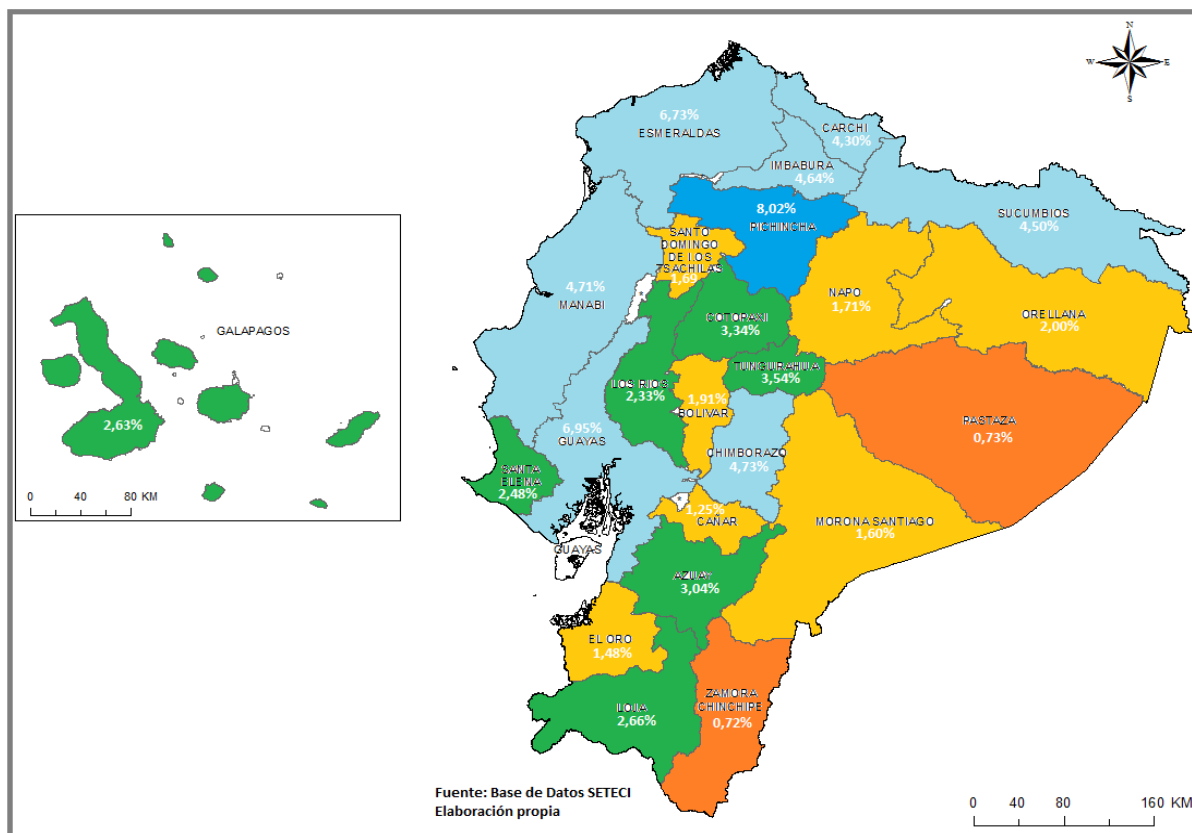 N
W E
S
6,73%
ESMERALDAS
CARCHI
4,30%
IMBABURA
4,64%
SUCUMBIOS
4,50%
8,02%
PICHINCHA
SANTO
DOMINGO
DE LOS
TSACHILAS
1,69
4,71%
MANABI
NAPO
1,71%
ORELLANA
2,00%
COTOPAXI
3,34%
TUNGURAHUA
3,54%
LOS RIOS
2,33%
1,91%
BOLIVAR
PASTAZA
0,73%
6,95%
GUAYAS
CHIMBORAZO
4,73%
SANTA
ELENA
2,48%
*
*
1,25%
CAÑAR
MORONA SANTIAGO
1,60%
GUAYAS
AZUAY
3,04%
EL ORO
1,48%
LOJA
2,66%
ZAMORA
CHINCHIPE
0,72%
GALAPAGOS
2,63%
0 80 KM
Fuente: Base de Datos SETECI
Elaboración propia
0 40 80 160 KM